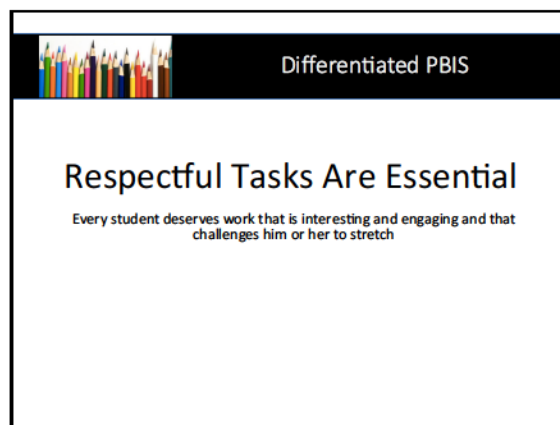 Differentiated PBIS
Respectful Tasks Are Essential
Every student deserves work that is interesting and engaging and that
challenges him or her to stretch